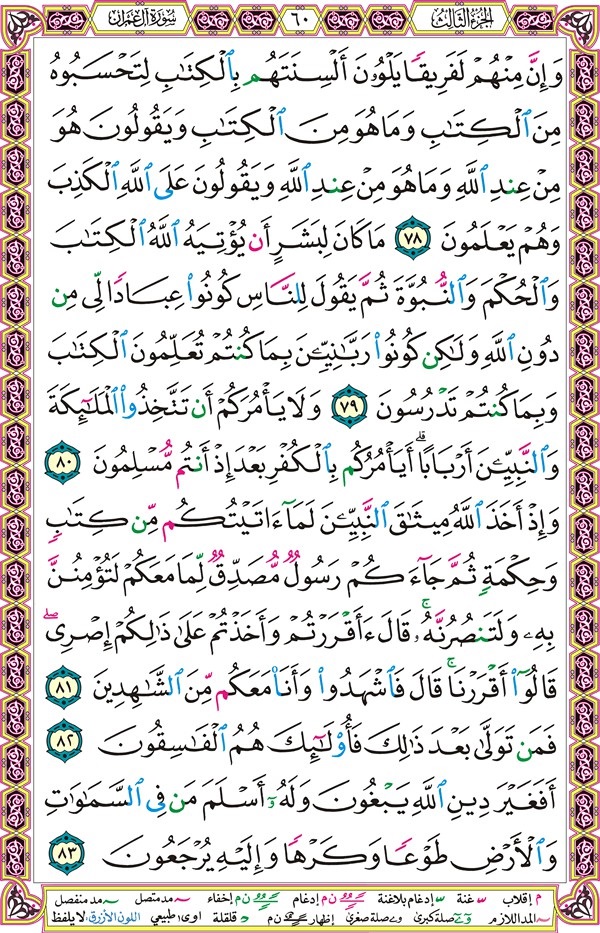 الجزء الثالث
٦٠
سورة آل عمران
وَإِنَّ مِنْهُمْ لَفَرِيقًا يَلْوُۥنَ أَلْسِنَتَهُم بِٱلْكِتَٰبِ لِتَحْسَبُوهُ
مِنَ ٱلْكِتَٰبِ وَمَا هُوَ مِنَ ٱلْكِتَٰبِ وَيَقُولُونَ هُوَ
مِنْ عِندِ ٱللَّهِ وَمَا هُوَ مِنْ عِندِ ٱللَّهِ وَيَقُولُونَ عَلَى ٱللَّهِ ٱلْكَذِبَ
وَهُمْ يَعْلَمُونَ ٧٨ مَا كَانَ لِبَشَرٍ أَن يُؤْتِيَهُ ٱللَّهُ ٱلْكِتَٰبَ
وَٱلْحُكْمَ وَٱلنُّبُوَّةَ ثُمَّ يَقُولَ لِلنَّاسِ كُونُوا۟ عِبَادًا لِّى مِن
دُونِ ٱللَّهِ وَلَٰكِن كُونُوا۟ رَبَّٰنِيِّۦنَ بِمَا كُنتُمْ تُعَلِّمُونَ ٱلْكِتَٰبَ
وَبِمَا كُنتُمْ تَدْرُسُونَ ٧٩ وَلَا يَأْمُرَكُمْ أَن تَتَّخِذُوا۟ ٱلْمَلَٰٓئِكَةَ
وَٱلنَّبِيِّۦنَ أَرْبَابًا ۗ أَيَأْمُرُكُم بِٱلْكُفْرِ بَعْدَ إِذْ أَنتُم مُّسْلِمُونَ ٨٠
وَإِذْ أَخَذَ ٱللَّهُ مِيثَٰقَ ٱلنَّبِيِّۦنَ لَمَآ ءَاتَيْتُكُم مِّن كِتَٰبٍ
وَحِكْمَةٍ ثُمَّ جَآءَكُمْ رَسُولٌ مُّصَدِّقٌ لِّمَا مَعَكُمْ لَتُؤْمِنُنَّ
بِهِۦ وَلَتَنصُرُنَّهُۥ ۚ قَالَ ءَأَقْرَرْتُمْ وَأَخَذْتُمْ عَلَىٰ ذَٰلِكُمْ إِصْرِى ۖ
قَالُوٓا۟ أَقْرَرْنَا ۚ قَالَ فَٱشْهَدُوا۟ وَأَنَا۠ مَعَكُم مِّنَ ٱلشَّٰهِدِينَ ٨١
فَمَن تَوَلَّىٰ بَعْدَ ذَٰلِكَ فَأُو۟لَٰٓئِكَ هُمُ ٱلْفَٰسِقُونَ ٨٢
أَفَغَيْرَ دِينِ ٱللَّهِ يَبْغُونَ وَلَهُۥٓ أَسْلَمَ مَن فِى ٱلسَّمَٰوَٰتِ
وَٱلْأَرْضِ طَوْعًا وَكَرْهًا وَإِلَيْهِ يُرْجَعُونَ ٨٣
م إقلاب غنة إدغام بلاغنة ن م إدغام ن م إخفاء مد متصل مد منفصل
المد اللازم صلة كبرى صلة صغرى إظهار ن م قلقلة اوى طبيعي اللون الأزرق لا يلفظ